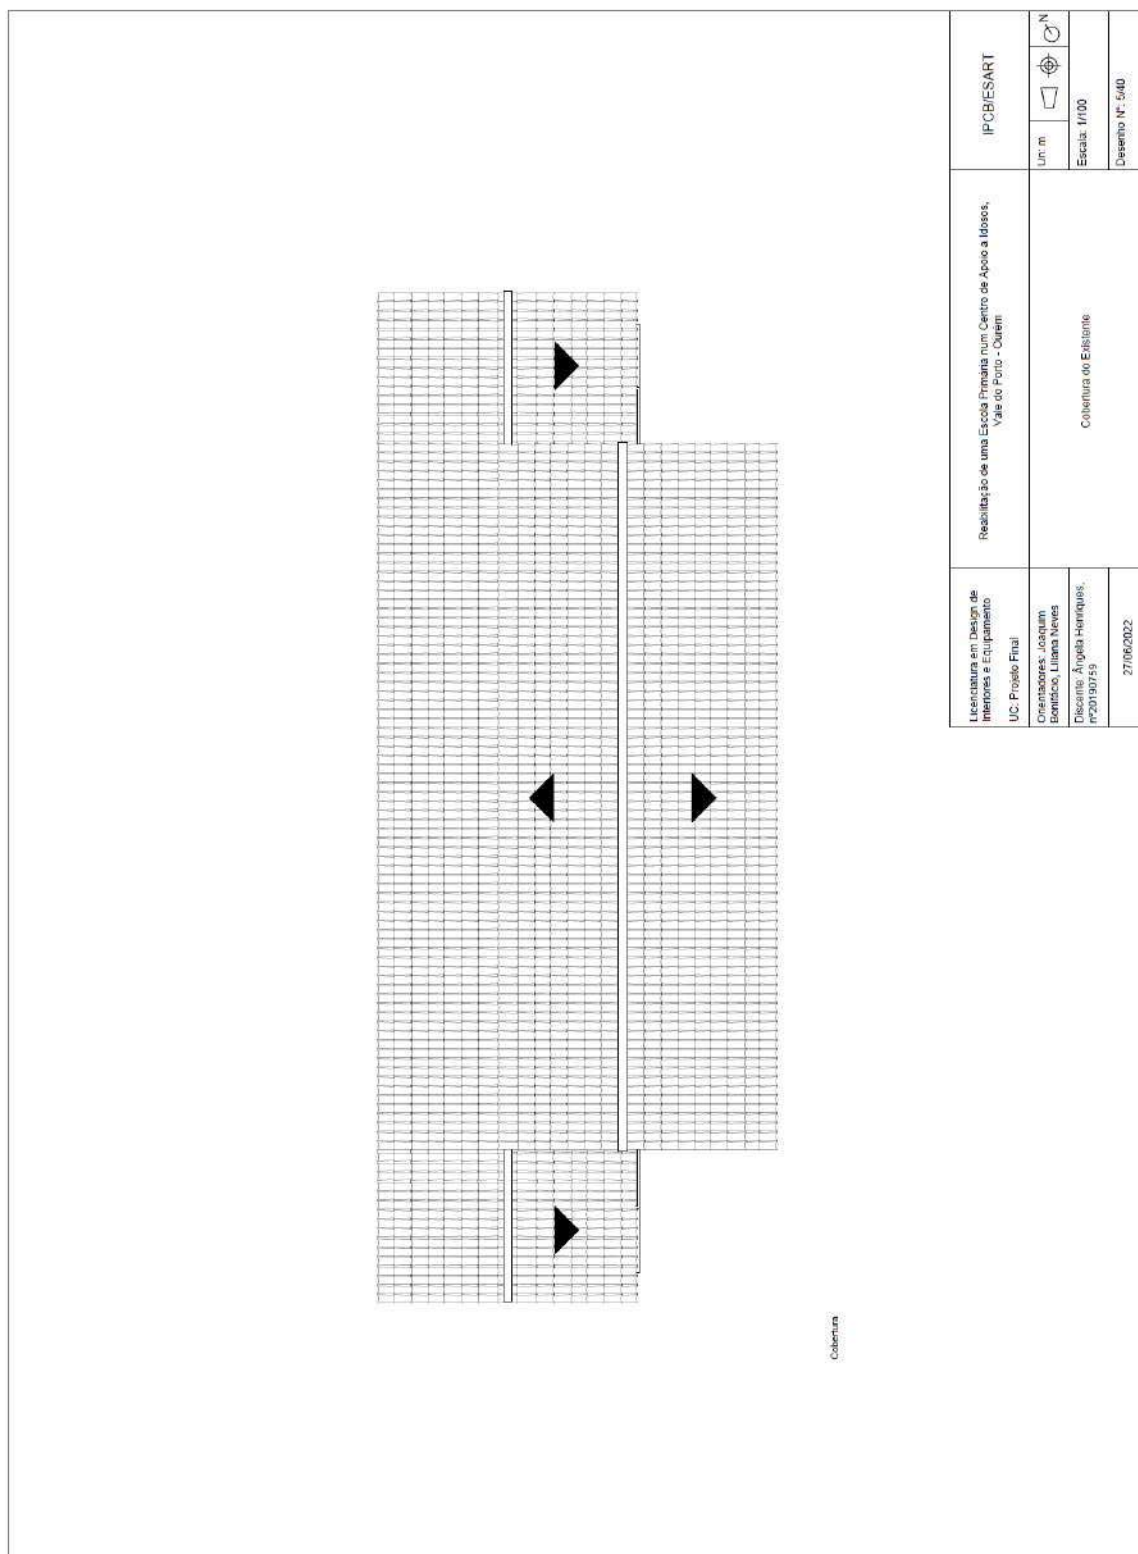 Cobertura
Licenciatura em Design de
Interiores e Equipamento
UC: Projeto Final
Reabilitação de uma Escola Primária num Centro de Apoio a Idosos,
Vale do Porto - Ourém
IPCB/ESART
Orientadores: Joaquim
Bonifácio, Liliana Neves
Discente: Ângela Henriques,
nº20190759
27/06/2022
Cobertura do Existente
Un: m
N
Escala: 1/100
Desenho Nº: 5/40